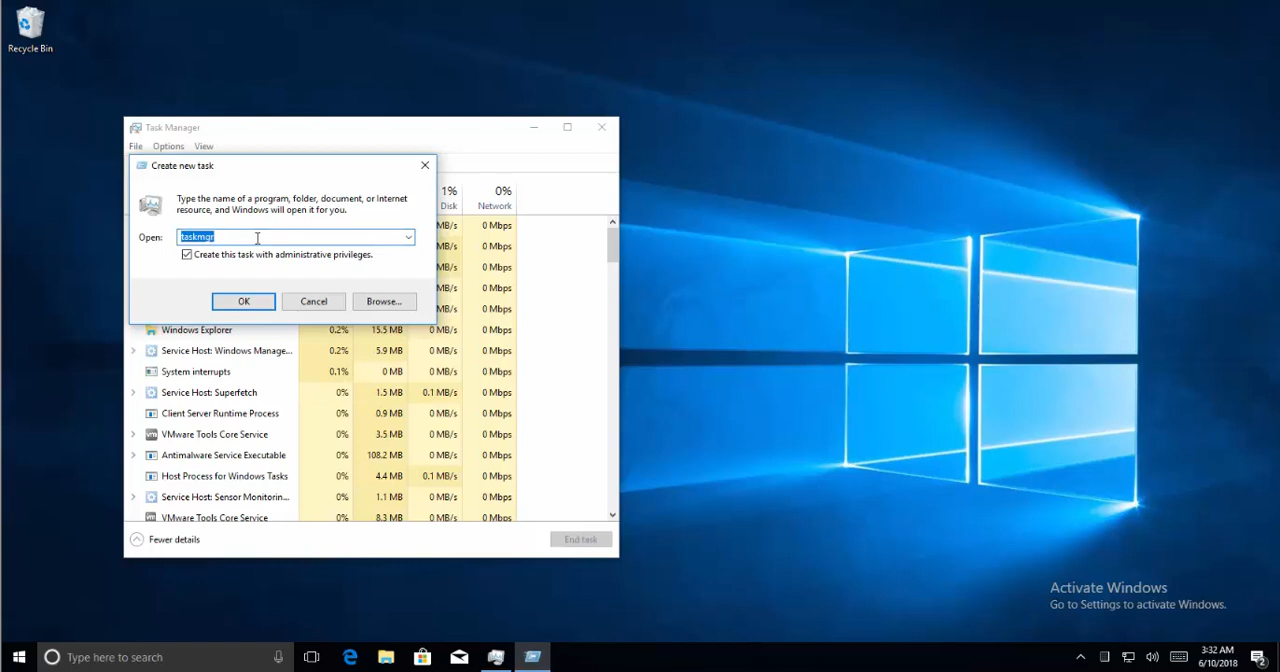 Recycle Bin
Task Manager
File Options View
Create new task
Type the name of a program, folder, document, or Internet
resource, and Windows will open it for you.
Open: taskmgr
Create this task with administrative privileges.
OK Cancel Browse...
1% 0%
Disk Network
MB/s 0 Mbps
MB/s 0 Mbps
MB/s 0 Mbps
MB/s 0 Mbps
MB/s 0 Mbps
Windows Explorer 0.2% 15.5 MB 0 MB/s 0 Mbps
Service Host: Windows Manage... 0.2% 5.9 MB 0 MB/s 0 Mbps
System interrupts 0.1% 0 MB 0 MB/s 0 Mbps
Service Host: Superfetch 0% 1.5 MB 0.1 MB/s 0 Mbps
Client Server Runtime Process 0% 0.9 MB 0 MB/s 0 Mbps
VMware Tools Core Service 0% 3.5 MB 0 MB/s 0 Mbps
Antimalware Service Executable 0% 108.2 MB 0 MB/s 0 Mbps
Host Process for Windows Tasks 0% 4.4 MB 0.1 MB/s 0 Mbps
Service Host: Sensor Monitorin... 0% 1.1 MB 0 MB/s 0 Mbps
VMware Tools Core Service 0% 8.3 MB 0 MB/s 0 Mbps
Fewer details End task
Activate Windows
Go to Settings to activate Windows.
Type here to search
3:32 AM
6/10/2018
2